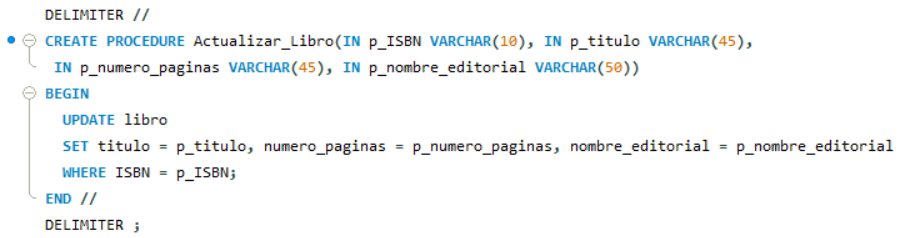 DELIMITER //
CREATE PROCEDURE Actualizar_Libro(IN p_ISBN VARCHAR(10), IN p_titulo VARCHAR(45),
IN p_numero_paginas VARCHAR(45), IN p_nombre_editorial VARCHAR(50))
BEGIN
UPDATE libro
SET titulo = p_titulo, numero_paginas = p_numero_paginas, nombre_editorial = p_nombre_editorial
WHERE ISBN = p_ISBN;
END //
DELIMITER ;